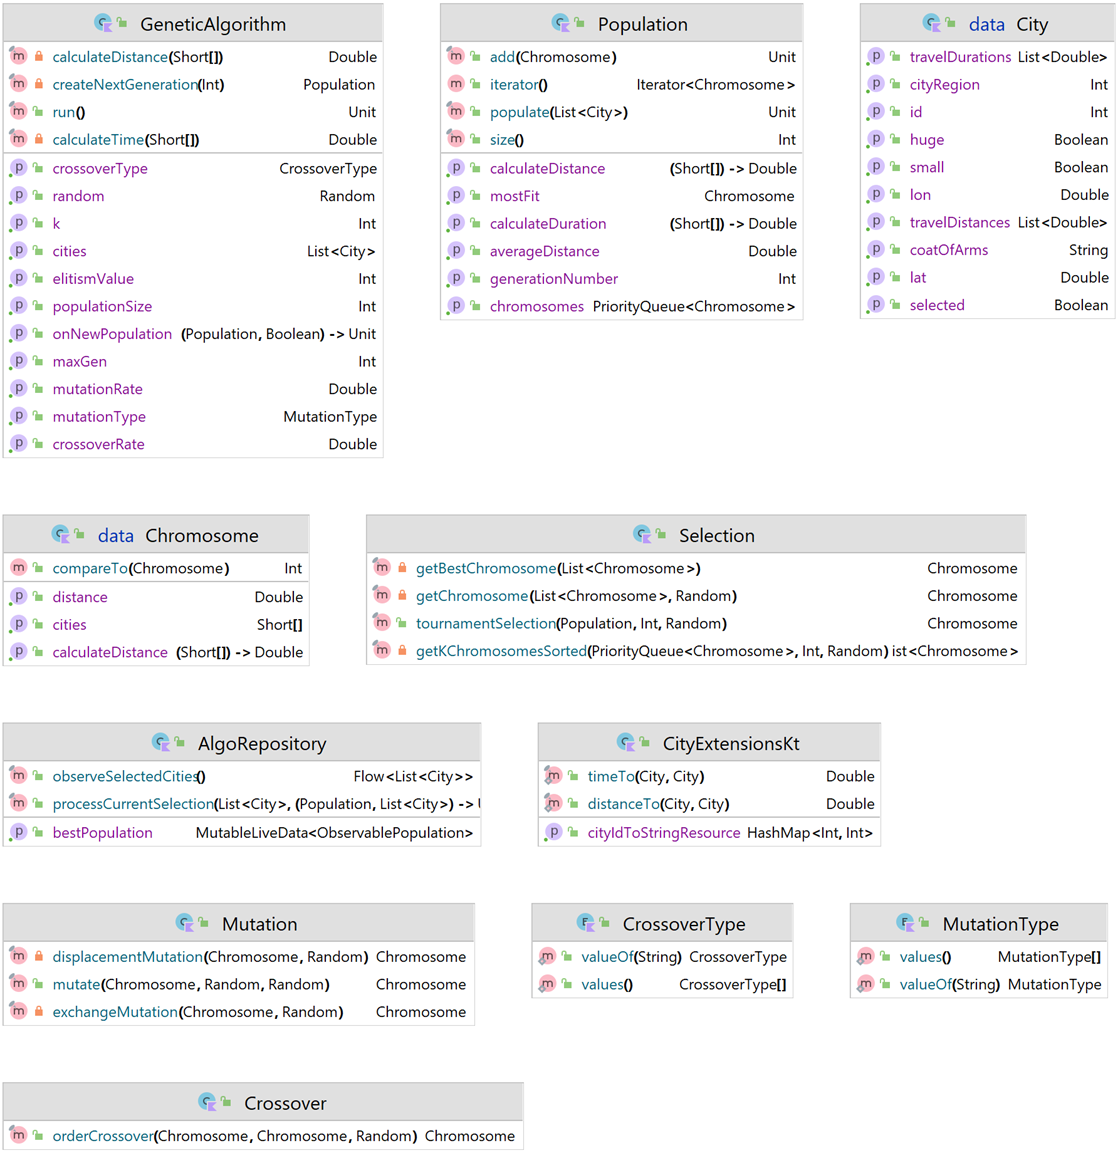 GeneticAlgorithm
calculateDistance(Short[]) Double
createNextGeneration(Int) Population
run() Unit
calculateTime(Short[]) Double
crossoverType CrossoverType
random Random
k Int
cities List<City>
elitismValue Int
populationSize Int
onNewPopulation (Population, Boolean) -> Unit
maxGen Int
mutationRate Double
mutationType MutationType
crossoverRate Double
Population
add(Chromosome) Unit
iterator() Iterator<Chromosome>
populate(List<City>) Unit
size() Int
calculateDistance (Short[]) -> Double
mostFit Chromosome
calculateDuration (Short[]) -> Double
averageDistance Double
generationNumber Int
chromosomes PriorityQueue<Chromosome>
data City
travelDurations List<Double>
cityRegion Int
id Int
huge Boolean
small Boolean
lon Double
travelDistances List<Double>
coatOfArms String
lat Double
selected Boolean
data Chromosome
compareTo(Chromosome) Int
distance Double
cities Short[]
calculateDistance (Short[]) -> Double
Selection
getBestChromosome(List<Chromosome>) Chromosome
getChromosome(List<Chromosome>, Random) Chromosome
tournamentSelection(Population, Int, Random) Chromosome
getKChromosomesSorted(PriorityQueue<Chromosome>, Int, Random) ist<Chromosome>
AlgoRepository
observeSelectedCities() Flow<List<City>>
processCurrentSelection(List<City>, (Population, List<City>) ->
bestPopulation MutableLiveData<ObservablePopulation>
CityExtensionsKt
timeTo(City, City) Double
distanceTo(City, City) Double
cityIdToStringResource HashMap<Int, Int>
Mutation
displacementMutation(Chromosome, Random) Chromosome
mutate(Chromosome, Random, Random) Chromosome
exchangeMutation(Chromosome, Random) Chromosome
CrossoverType
valueOf(String) CrossoverType
values() CrossoverType[]
MutationType
values() MutationType[]
valueOf(String) MutationType
Crossover
orderCrossover(Chromosome, Chromosome, Random) Chromosome